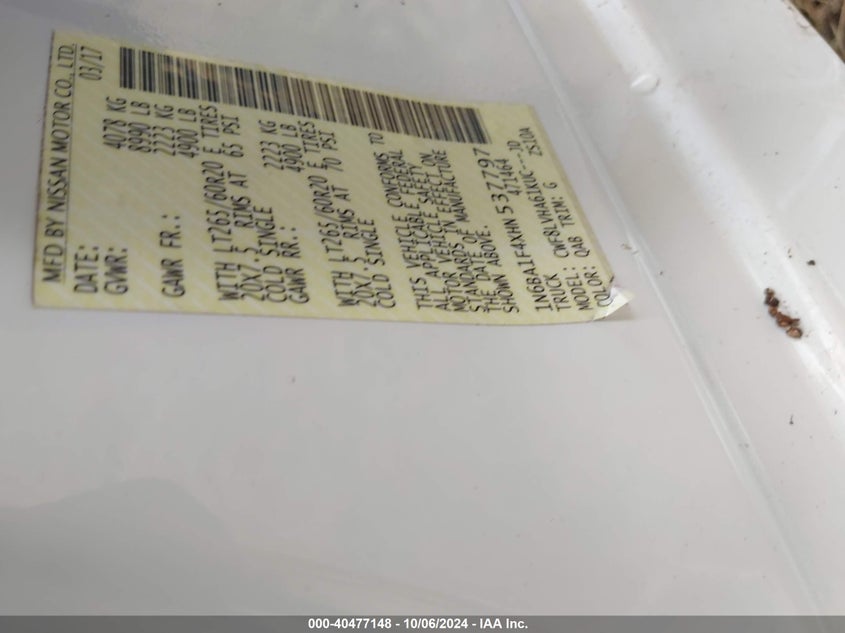 MFD BY NISSAN MOTOR CO., LTD.
DATE: 03/17
GVWR: 4078 KG
8990 LB
GAWR FR.: 2223 KG
4900 LB
WITH LT265/60R20 E TIRES
20X7.5 RIMS AT 65 PSI
COLD SINGLE
GAWR RR.: 2223 KG
4900 LB
WITH LT265/60R20 E TIRES
20X7.5 RIMS AT 70 PSI
COLD SINGLE
THIS VEHICLE CONFORMS TO
ALL APPLICABLE FEDERAL
MOTOR VEHICLE SAFETY
STANDARDS IN EFFECT ON
THE DATE OF MANUFACTURE
SHOWN ABOVE.
1N6BA1F4XHN537797
TRUCK 471464
MODEL: CWF8LVHA61KUC---JO
COLOR: QAB TRIM: G ZS10A
000-40477148 - 10/06/2024 - IAA Inc.